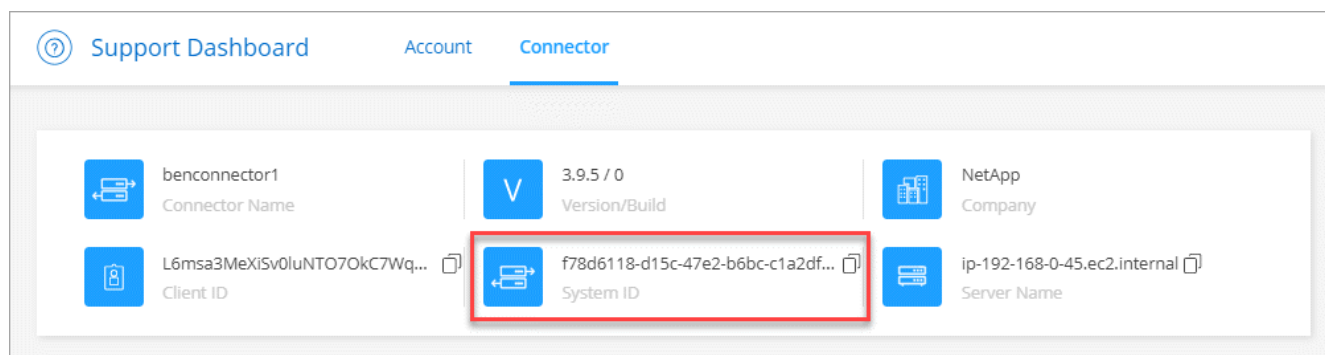 Support Dashboard Account Connector
benconnector1
Connector Name
V
3.9.5 / 0
Version/Build
NetApp
Company
L6msa3MeXiSv0luNTO7OkC7Wq...
Client ID
f78d6118-d15c-47e2-b6bc-c1a2df...
System ID
ip-192-168-0-45.ec2.internal
Server Name